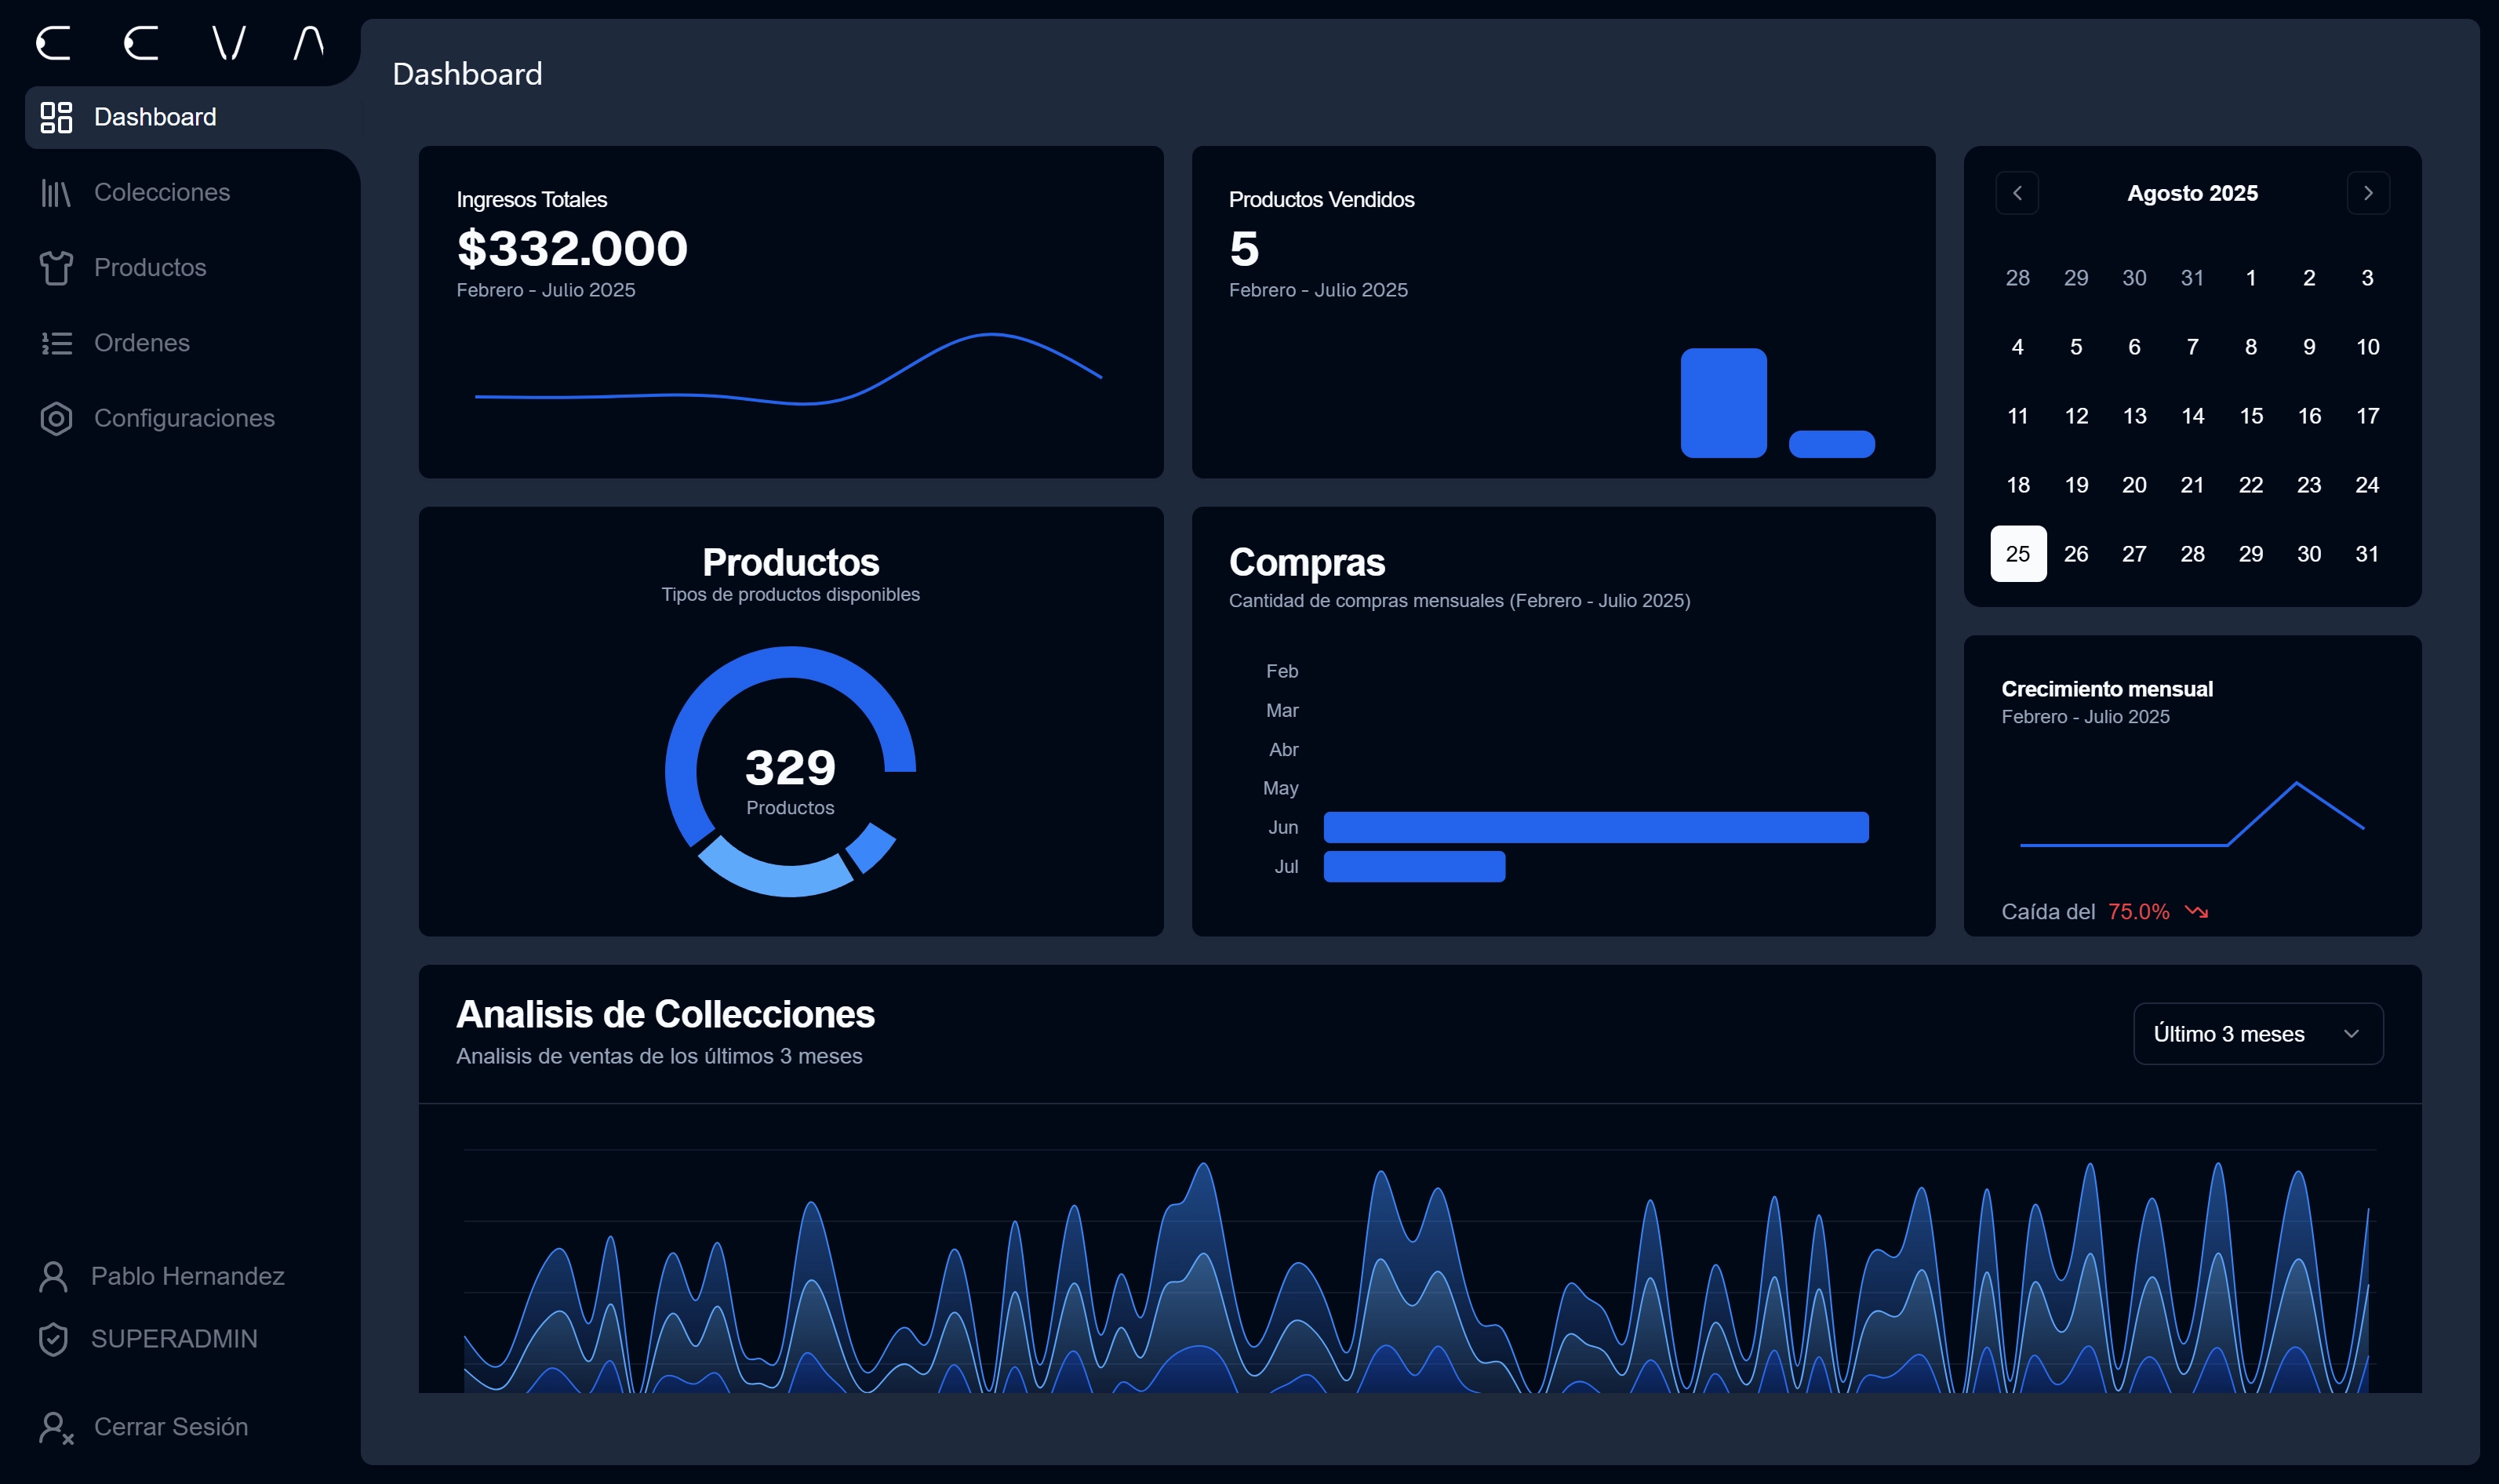 Dashboard
Colecciones
Productos
Ordenes
Configuraciones
Pablo Hernandez
SUPERADMIN
Cerrar Sesión
Dashboard
Ingresos Totales
$332.000
Febrero - Julio 2025
Productos Vendidos
5
Febrero - Julio 2025
Agosto 2025
28 29 30 31 1 2 3
4 5 6 7 8 9 10
11 12 13 14 15 16 17
18 19 20 21 22 23 24
25 26 27 28 29 30 31
Productos
Tipos de productos disponibles
329
Productos
Compras
Cantidad de compras mensuales (Febrero - Julio 2025)
Feb
Mar
Abr
May
Jun
Jul
Crecimiento mensual
Febrero - Julio 2025
Caída del 75.0%
Analisis de Collecciones
Analisis de ventas de los últimos 3 meses
Último 3 meses